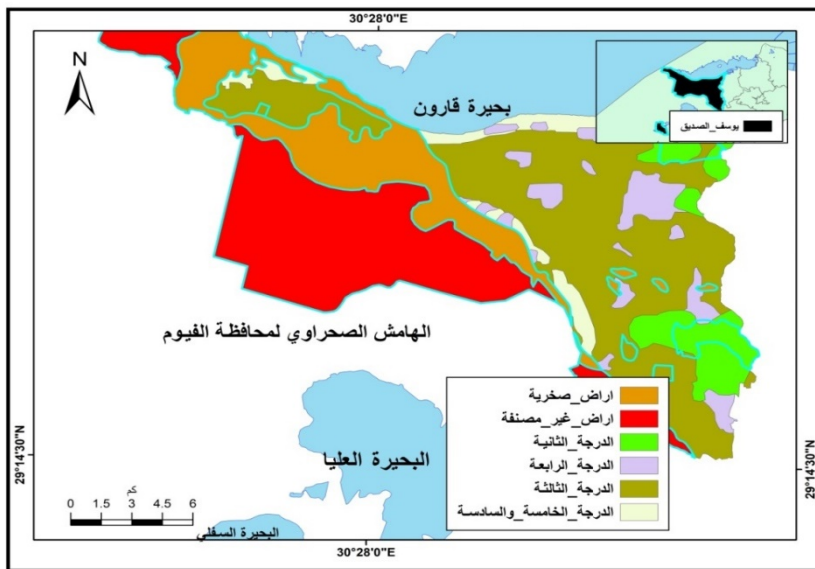 30°28'0"E
N
بحيرة قارون
يوسف_الصديق
الهامش الصحراوي لمحافظة الفيوم
اراض_صخرية
اراض_غير_مصنفة
الدرجة_الثانية
الدرجة_الرابعة
الدرجة_الثالثة
الدرجة_الخامسة_والسادسة
29°14'30"N
29°14'30"N
البحيرة العليا
كم
0 1.5 3 4.5 6
البحيرة السفلي
30°28'0"E